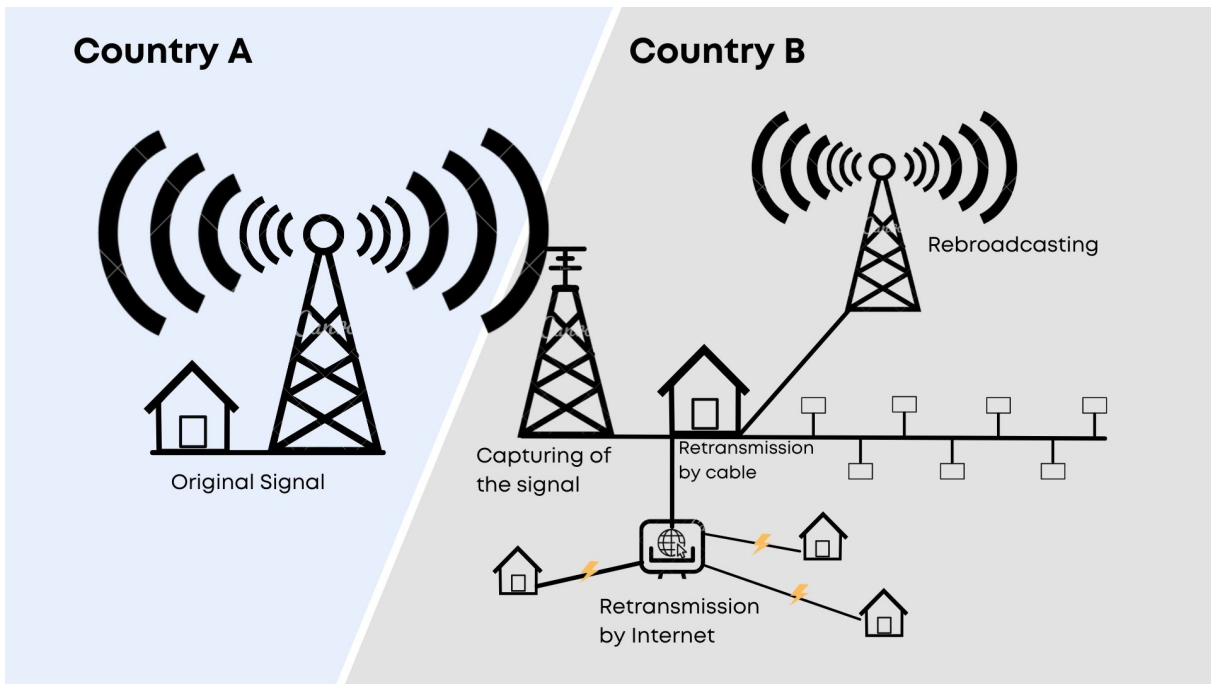 Country A
Country B
Rebroadcasting
Original Signal
Capturing of
the signal
Retransmission
by cable
Retransmission
by Internet